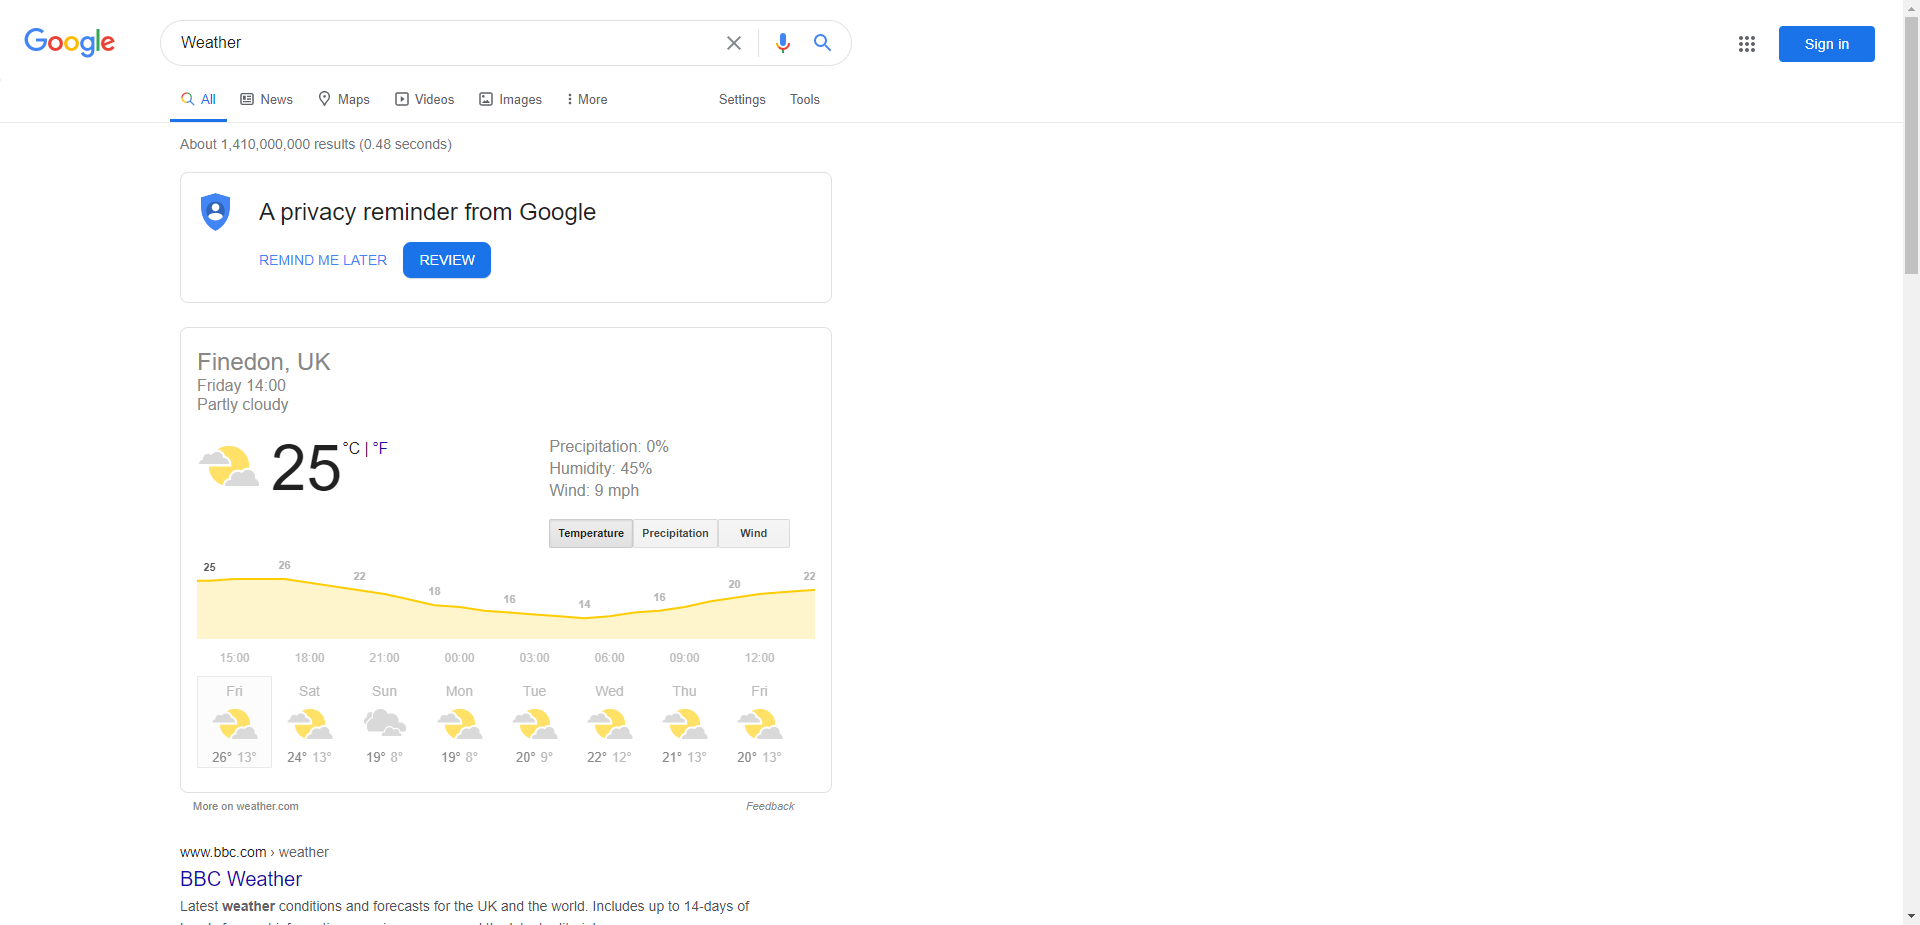 Google
Weather
Sign in
All News Maps Videos Images More Settings Tools
About 1,410,000,000 results (0.48 seconds)
A privacy reminder from Google
REMIND ME LATER REVIEW
Finedon, UK
Friday 14:00
Partly cloudy
25 °C | °F
Precipitation: 0%
Humidity: 45%
Wind: 9 mph
Temperature Precipitation Wind
25 26 22 18 16 14 16 20 22
15:00 18:00 21:00 00:00 03:00 06:00 09:00 12:00
Fri Sat Sun Mon Tue Wed Thu Fri
26° 13° 24° 13° 19° 8° 19° 8° 20° 9° 22° 12° 21° 13° 20° 13°
More on weather.com Feedback
www.bbc.com › weather
BBC Weather
Latest weather conditions and forecasts for the UK and the world. Includes up to 14-days of